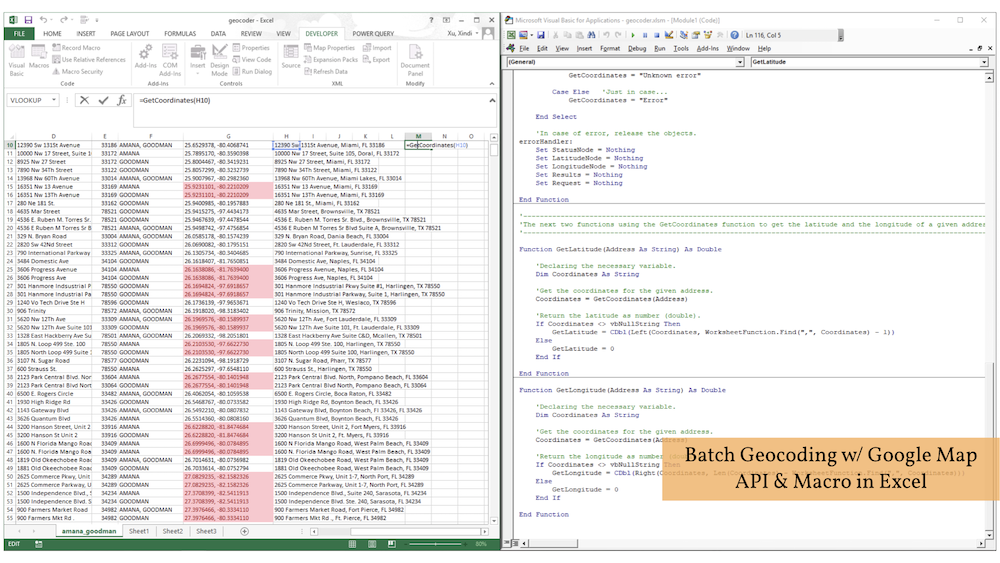 geocoder - Excel
FILE HOME INSERT PAGE LAYOUT FORMULAS DATA REVIEW VIEW DEVELOPER POWER QUERY Xu, Xindi
Visual Basic Macros Record Macro Use Relative References Macro Security Code
Add-Ins COM Add-Ins Add-Ins
Insert Design Mode Properties View Code Run Dialog Controls
Source Map Properties Expansion Packs Refresh Data Import Export XML
Document Panel Modify
VLOOKUP =GetCoordinates(H10)
D E F G H I J K L M N O
10 12390 Sw 131St Avenue 33186 AMANA, GOODMAN 25.6529378, -80.4068741 12390 Sw 131St Avenue, Miami, FL 33186 =GetCoordinates(H10)
11 10000 Nw 17 Street, Suite 1 AMANA, GOODMAN 25.7895170, -80.3590398 10000 Nw 17 Street, Suite 105, Doral, FL 33172
12 8925 Nw 27 Street GOODMAN 25.8004467, -80.3419231 8925 Nw 27 Street, Miami, FL 33172
13 7890 Nw 34Th Street GOODMAN 25.8057299, -80.3232739 7890 Nw 34Th Street, Miami, FL 33122
14 13968 Nw 60Th Avenue 33014 AMANA, GOODMAN 25.9007967, -80.2982360 13968 Nw 60Th Avenue, Miami Lakes, FL 33014
15 16351 Nw 13 Avenue AMANA 25.9231101, -80.2210209 16351 Nw 13 Avenue, Miami, FL 33169
16 16351 Nw 13Th Avenue GOODMAN 25.9231101, -80.2210209 16351 Nw 13Th Avenue, Miami, FL 33169
17 280 Ne 181 St. GOODMAN 25.9400985, -80.1957883 280 Ne 181 St., Miami, FL 33162
18 4635 Mar Street GOODMAN 25.9415275, -97.4434173 4635 Mar Street, Brownsville, TX 78521
19 4536 E. Ruben M. Torres Sr. GOODMAN 25.9467639, -97.4478544 4536 E. Ruben M Torres Sr. Blvd., Brownsville, TX 78521
20 4536 E Ruben M Torres Sr AMANA 25.9498742, -97.4756854 4536 E Ruben M Torres Sr Blvd Suite A, Brownsville, TX 78521
21 529 N. Bryan Road 33004 AMANA, GOODMAN 26.0585178, -80.1574239 529 N. Bryan Road, Dania Beach, FL 33004
22 2820 Sw 42Nd Street GOODMAN 26.0690082, -80.1795151 2820 Sw 42Nd Street, Ft Lauderdale, FL 33312
23 790 International Parkway 33325 AMANA, GOODMAN 26.1305734, -80.3404685 790 International Parkway, Sunrise, FL 33325
24 3484 Domestic Ave GOODMAN 26.1618407, -81.7650851 3484 Domestic Ave, Naples, FL 34104
25 3606 Progress Avenue AMANA 26.1638086, -81.7639400 3606 Progress Avenue, Naples, FL 34104
26 3606 Progress Ave GOODMAN 26.1638086, -81.7639400 3606 Progress Ave, Naples, FL 34104
27 301 Hanmore Indsustrial P 78550 GOODMAN 26.1694824, -97.6918657 301 Hanmore Indsustrial Pkwy Suite #1, Harlingen, TX 78550
28 301 Hanmore Industrial Par 78550 GOODMAN 26.1694824, -97.6918657 301 Hanmore Industrial Parkway, Suite 1, Harlingen, TX 78550
29 1240 Vo Tech Drive Ste H GOODMAN 26.1736139, -97.9653671 1240 Vo Tech Drive Ste H, Weslaco, TX 78596
30 906 Trinity 78572 AMANA, GOODMAN 26.1918020, -98.3183402 906 Trinity, Mission, TX 78572
31 5620 Nw 12Th Ave AMANA, GOODMAN 26.1969576, -80.1589937 5620 Nw 12Th Ave, Fort Lauderdale, FL 33309
32 5620 Nw 12Th Ave Suite 101 GOODMAN 26.1969576, -80.1589937 5620 Nw 12Th Ave Suite 101, Ft. Lauderdale, FL 33309
33 1328 East Hackberry Ave Su 78501 AMANA, GOODMAN 26.2069332, -98.2051801 1328 East Hackberry Ave Suite C&D, Mcallen, TX 78501
34 1805 N. Loop 499 Ste. 100 AMANA 26.2103530, -97.6622730 1805 N. Loop 499 Ste. 100, Harlingen, TX 78550
35 1805 North Loop 499 Suite GOODMAN 26.2103530, -97.6622730 1805 North Loop 499 Suite 100, Harlingen, TX 78550
36 3107 N. Sugar Road 78577 GOODMAN 26.2231094, -98.1918729 3107 N. Sugar Road, Pharr, TX 78577
37 600 Strauss St. 78550 AMANA 26.2625297, -97.6548110 600 Strauss St., Harlingen, TX 78550
38 2123 Park Central Blvd. Nor AMANA 26.2677554, -80.1401948 2123 Park Central Blvd. North, Pompano Beach, FL 33064
39 2123 Park Central Blvd Nort GOODMAN 26.2677554, -80.1401948 2123 Park Central Blvd North, Pompano Beach, FL 33064
40 6500 E. Rogers Circle 33482 AMANA, GOODMAN 26.4062054, -80.1059538 6500 E. Rogers Circle, Boca Raton, FL 33482
41 1930 High Ridge Rd AMANA, GOODMAN 26.5468767, -80.0733582 1930 High Ridge Rd, Boynton Beach, FL 33426
42 1143 Gateway Blvd AMANA, GOODMAN 26.5492210, -80.0807832 1143 Gateway Blvd, Boynton Beach, Fl 33426
43 3626 Quantum Blvd AMANA 26.5514360, -80.0808160 3626 Quantum Blvd, Boynton Beach, FL 33426
44 3200 Hanson Street, Unit 2 AMANA 26.6228820, -81.8474684 3200 Hanson Street, Unit 2, Fort Myers, FL 33916
45 3200 Hanson St Unit 2 GOODMAN 26.6228820, -81.8474684 3200 Hanson St Unit 2, Ft. Myers, FL 33916
46 1600 N Florida Mango Road 33409 AMANA 26.6999496, -80.0784895 1600 N Florida Mango Road, West Palm Beach, FL 33409
47 1600 N. Florida Mango Roa 33409 AMANA 26.6999496, -80.0784895 1600 N. Florida Mango Road, West Palm Beach, FL 33409
48 1819 Old Okeechobee Road 33409 AMANA, GOODMAN 26.7014631, -80.0736982 1819 Old Okeechobee Road, West Palm Beach, FL 33409
49 1881 Old Okeechobee Road 33409 GOODMAN 26.7033614, -80.0752794 1881 Old Okeechobee Road, West Palm Beach, FL 33409
50 2625 Commerce Pkwy, Unit 34289 AMANA 27.0829235, -82.1582326 2625 Commerce Pkwy, Unit 1-7, North Port, FL 34289
51 2625 Commerce Parkway GOODMAN 27.0829235, -82.1582326 2625 Commerce Parkway, Unit 1-7, North Port, FL 34289
52 1500 Independence Blvd., S 34234 AMANA 27.3708399, -82.5411913 1500 Independence Blvd., Suite 240, Sarasota, FL 34234
53 1500 Independence Blvd, St 34234 GOODMAN 27.3708399, -82.5411913 1500 Independence Blvd, Ste. 240, Sarasota, FL 34234
54 900 Farmers Market Road 34982 AMANA, GOODMAN 27.3976466, -80.3334110 900 Farmers Market Road, Fort Pierce, FL 34982
55 900 Farmers Mkt Rd . 34982 GOODMAN 27.3976466, -80.3334110 900 Farmers Mkt Rd ., Ft. Pierce, FL 34982
amana_goodman Sheet1 Sheet2 Sheet3
EDIT 80%
Microsoft Visual Basic for Applications - geocoder.xlsm - [Module1 (Code)]
Ln 116, Col 5
File Edit View Insert Format Debug Run Tools Add-Ins Window Help
(General) GetLatitude
GetCoordinates = "Unknown error"
Case Else 'Just in case...
GetCoordinates = "Error"
End Select
'In case of error, release the objects.
errorHandler:
Set StatusNode = Nothing
Set LatitudeNode = Nothing
Set LongitudeNode = Nothing
Set Results = Nothing
Set Request = Nothing
End Function
'The next two functions using the GetCoordinates function to get the latitude and the longitude of a given addres
Function GetLatitude(Address As String) As Double
'Declaring the necessary variable.
Dim Coordinates As String
'Get the coordinates for the given address.
Coordinates = GetCoordinates(Address)
'Return the latitude as number (double).
If Coordinates <> vbNullString Then
GetLatitude = CDbl(Left(Coordinates, WorksheetFunction.Find(",", Coordinates) - 1))
Else
GetLatitude = 0
End If
End Function
Function GetLongitude(Address As String) As Double
'Declaring the necessary variable.
Dim Coordinates As String
'Get the coordinates for the given address.
Coordinates = GetCoordinates(Address)
'Return the longitude as number (double).
If Coordinates <> vbNullString Then
GetLongitude = CDbl(Right(Coordinates,
Else
GetLongitude = 0
End If
End Function
Batch Geocoding w/ Google Map
API & Macro in Excel